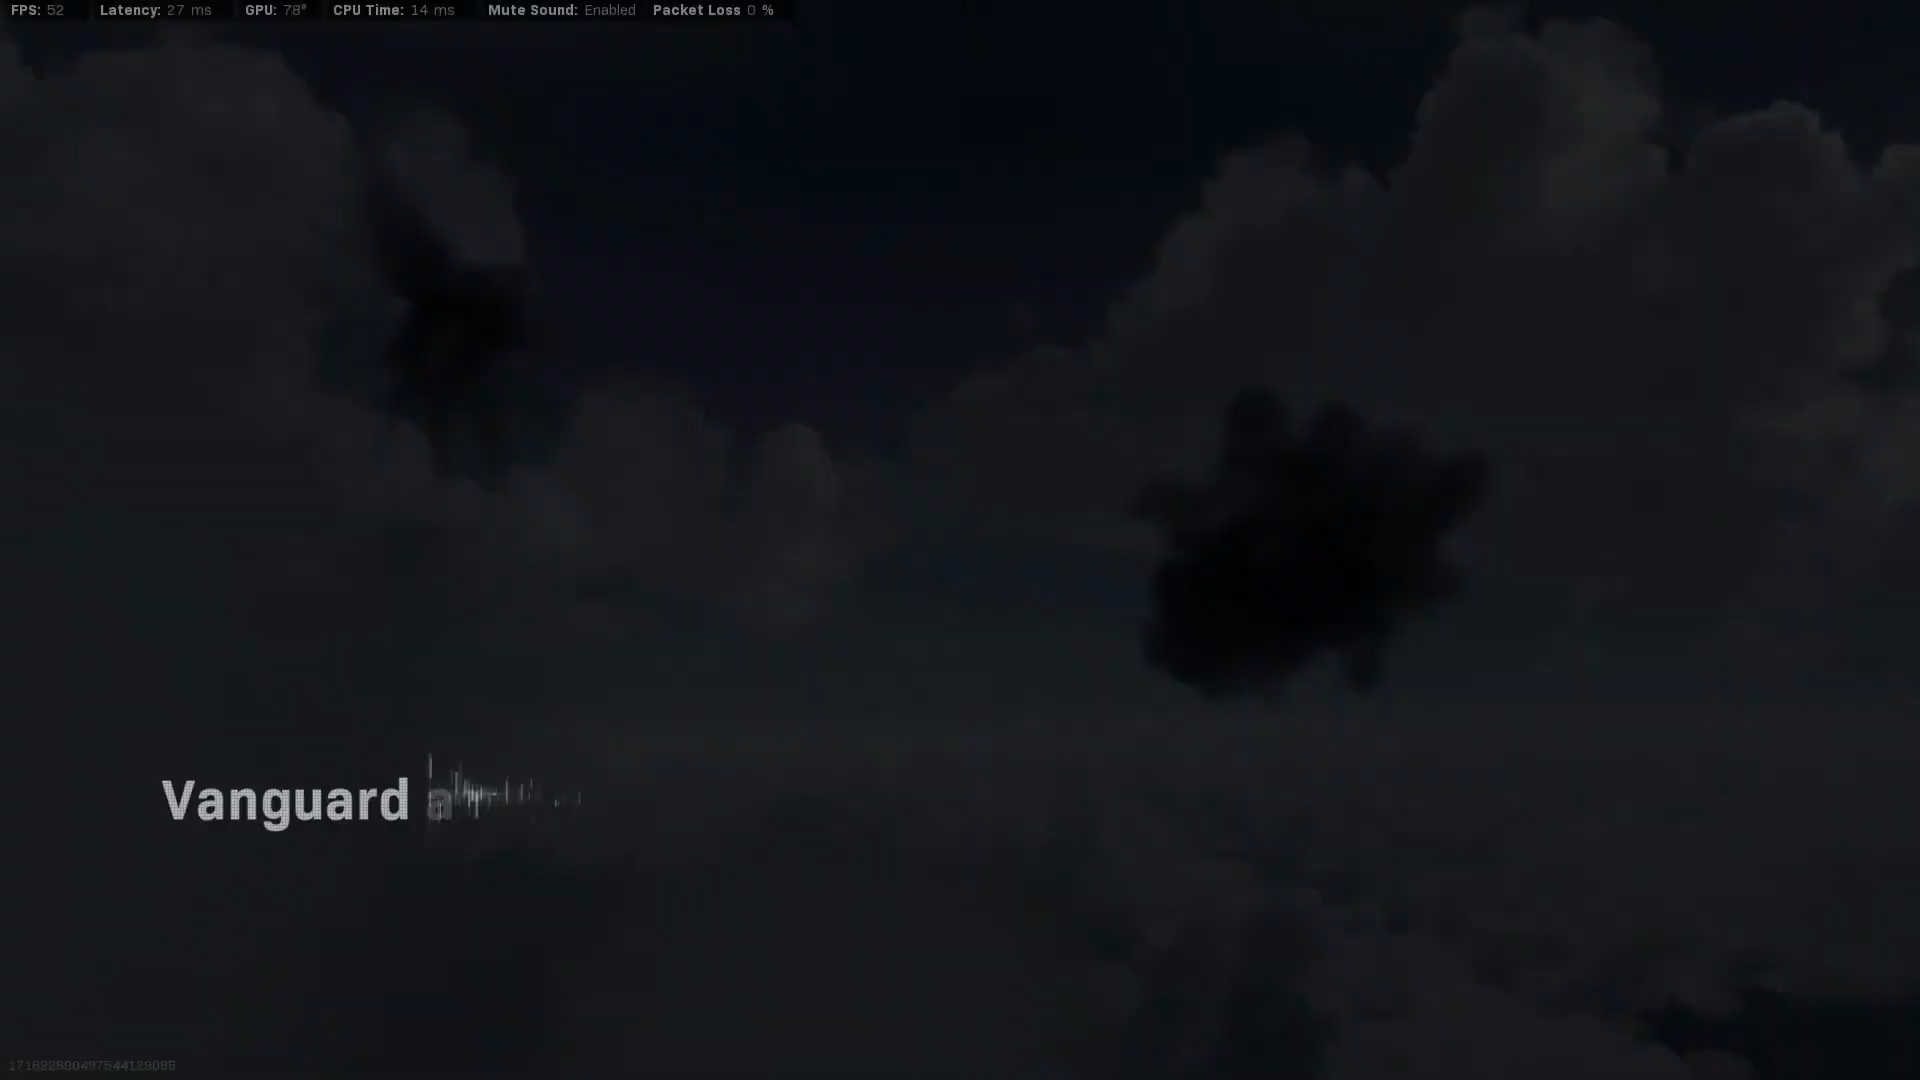 FPS: 52 Latency: 27 ms GPU: 78° CPU Time: 14 ms Mute Sound: Enabled Packet Loss 0 %
Vanguard a